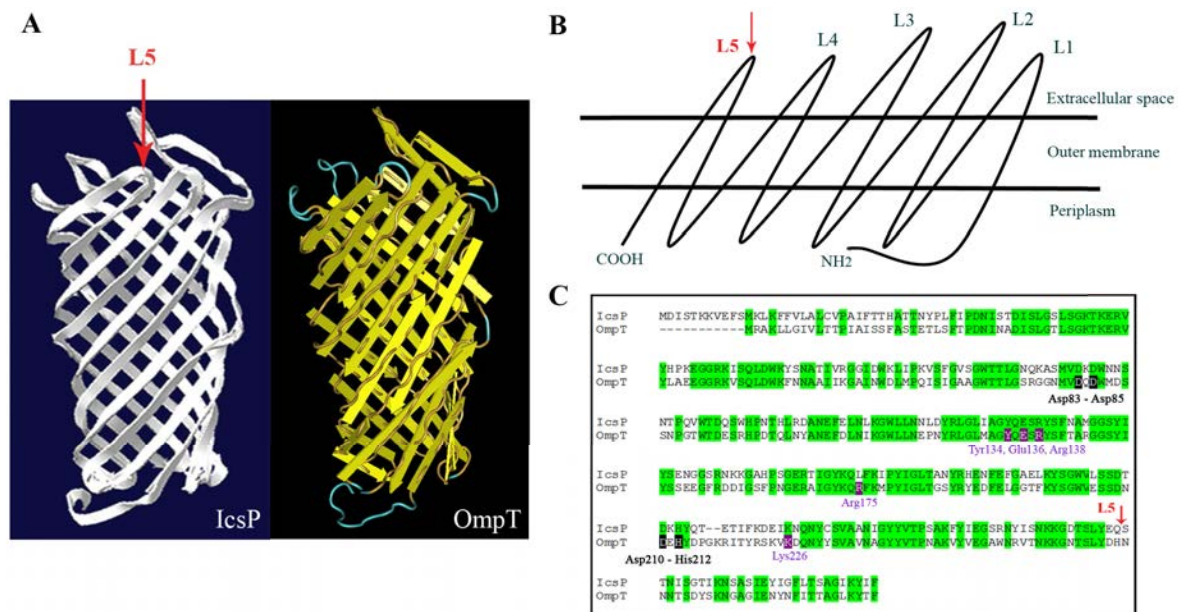 A
L5
IcsP
OmpT
B
L5
L4
L3
L2
L1
Extracellular space
Outer membrane
Periplasm
COOH
NH2
C
IcsP MDISTKKVEFSMKLKFFVLALCVPAIFTTHATTNYPLFIPDNISTDISLGSLSGKTKERV
OmpT -----------MRAKLLGIVLTTPIAISSFASTETLSFTPDNINADISLGTLSGKTKERV
IcsP YHPKEGGRKISQLDWKYSNATIVRGGIDWKLIPKVSFGVSGWTTLGNQKASMVDKDWNNS
OmpT YLAEEGGRKVSQLDWKFNNAAIIKGAINWDLMPQISIGAAGWTTLGSRGGNMVDQDWMDS
Asp83 - Asp85
IcsP NTPQVWTDQSWHPNTHLRDANEFELNLKGWLLNNLDYRLGLIAGYQESRYSFNAMGGSYI
OmpT SNPGTWTDESRHPDTQLNYANEFDLNIKGWLLNEPNYRLGLMAGYQESRYSFTARGGSYI
Tyr134, Glu136, Arg138
IcsP YSENGGSRNKKGAHPSGERTIGYKQLFKIPYIGLTANYRHENFEFGAELKYSGWVLSSDT
OmpT YSSEEGFRDDIGSFPNGERAIGYKQRFKMPYIGLTGSYRYEDFELGGTFKYSGWVESSDN
Arg175
L5
IcsP DKHYQT--ETIFKDEIKNQNYCSVAANIGYYVTPSAKFYIEGSRNYISNKKGDTSLYEQS
OmpT DEHYDPGKRITYRSKVKDQNYYSVAVNAGYYVTPNAKVYVEGAWNRVTNKKGNTSLYDHN
Asp210 - His212
Lys226
IcsP TNISGTIKNSASIEYIGFLTSAGIKYIF
OmpT NNTSDYSKNGAGIENYNFITTAGLKYTF